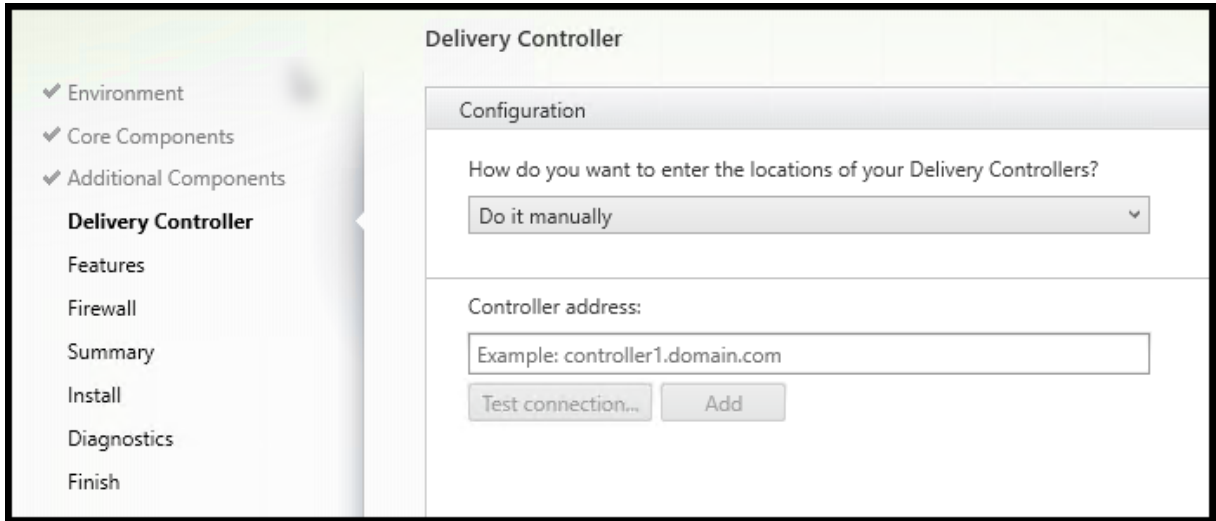 Delivery Controller
✔ Environment
✔ Core Components
✔ Additional Components
Delivery Controller
Features
Firewall
Summary
Install
Diagnostics
Finish
Configuration
How do you want to enter the locations of your Delivery Controllers?
Do it manually
Controller address:
Example: controller1.domain.com
Test connection... Add